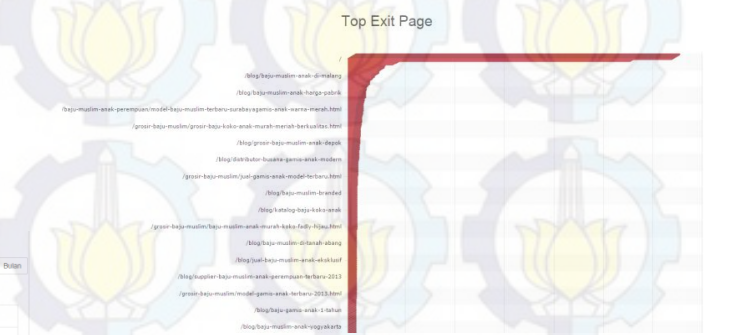 Top Exit Page
/
/blog/baju-muslim-anak-di-malang
/blog/baju-muslim-anak-harga-pabrik
/baju-muslim-anak-perempuan/model-baju-muslim-terbaru-surabayagamis-anak-warna-merah.html
/grosir-baju-muslim/grosir-baju-koko-anak-murah-meriah-berkualitas.html
/blog/grosir-baju-muslim-anak-depok
/blog/distributor-busana-gamis-anak-modern
/grosir-baju-muslim/jual-gamis-anak-model-terbaru.html
/blog/baju-muslim-branded
/blog/katalog-baju-koko-anak
/grosir-baju-muslim/baju-muslim-anak-murah-koko-fadly-hijau.html
/blog/baju-muslim-di-tanah-abang
/blog/jual-baju-muslim-anak-eksklusif
Bulan
/blog/supplier-baju-muslim-anak-perempuan-terbaru-2013
/grosir-baju-muslim/model-gamis-anak-terbaru-2013.html
/blog/baju-gamis-anak-1-tahun
/blog/baju-muslim-anak-yogyakarta